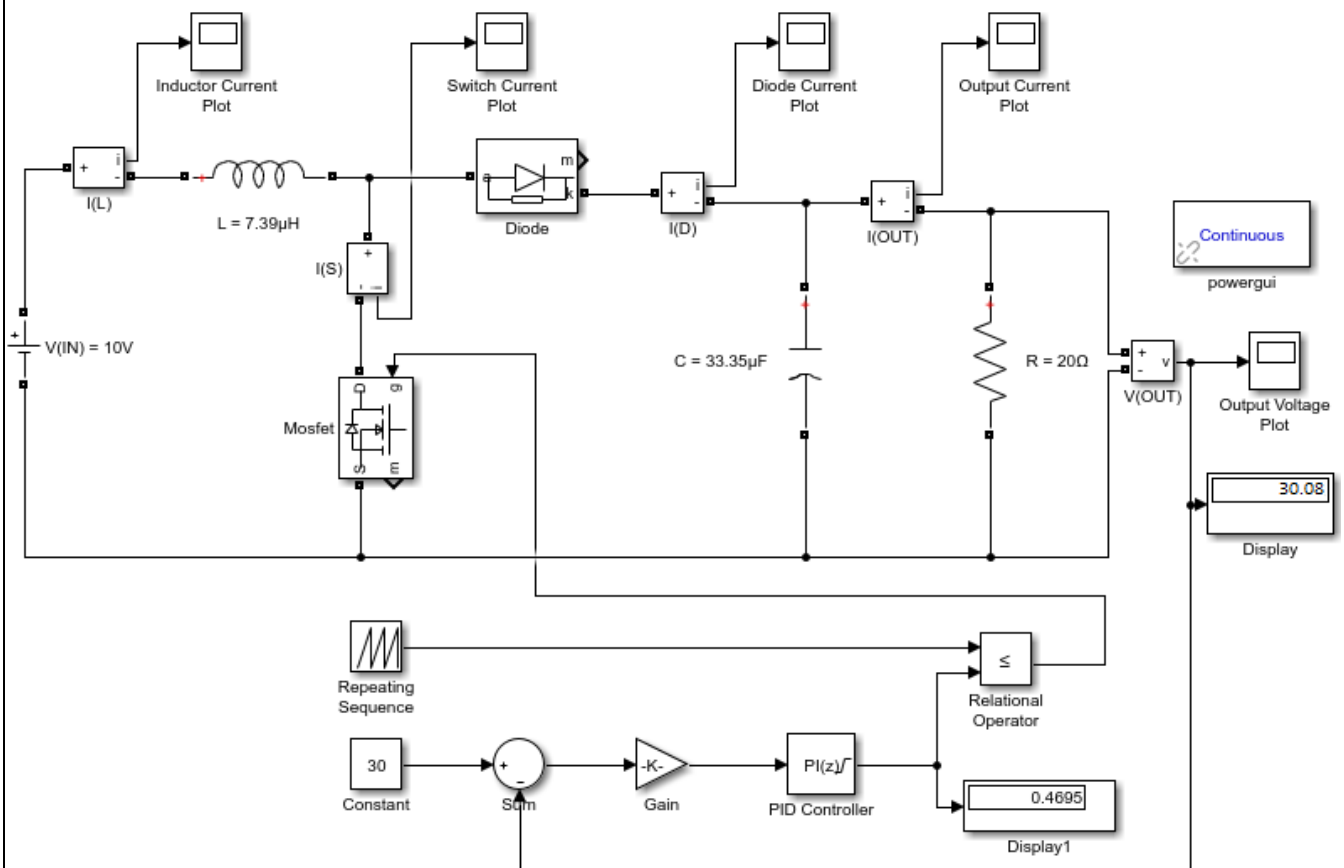 Inductor Current
Plot
Switch Current
Plot
Diode Current
Plot
Output Current
Plot
+
i
-
I(L)
+
L = 7.39µH
a
m
k
Diode
+
i
-
I(D)
+
i
-
I(OUT)
Continuous
powergui
I(S)
+
-
i
+
V(IN) = 10V
D
g
S
m
Mosfet
+
C = 33.35µF
+
R = 20Ω
+
-
v
V(OUT)
Output Voltage
Plot
30.08
Display
Repeating
Sequence
≤
Relational
Operator
30
Constant
+
−
Sum
-K-
Gain
PI(z)
PID Controller
0.4695
Display1